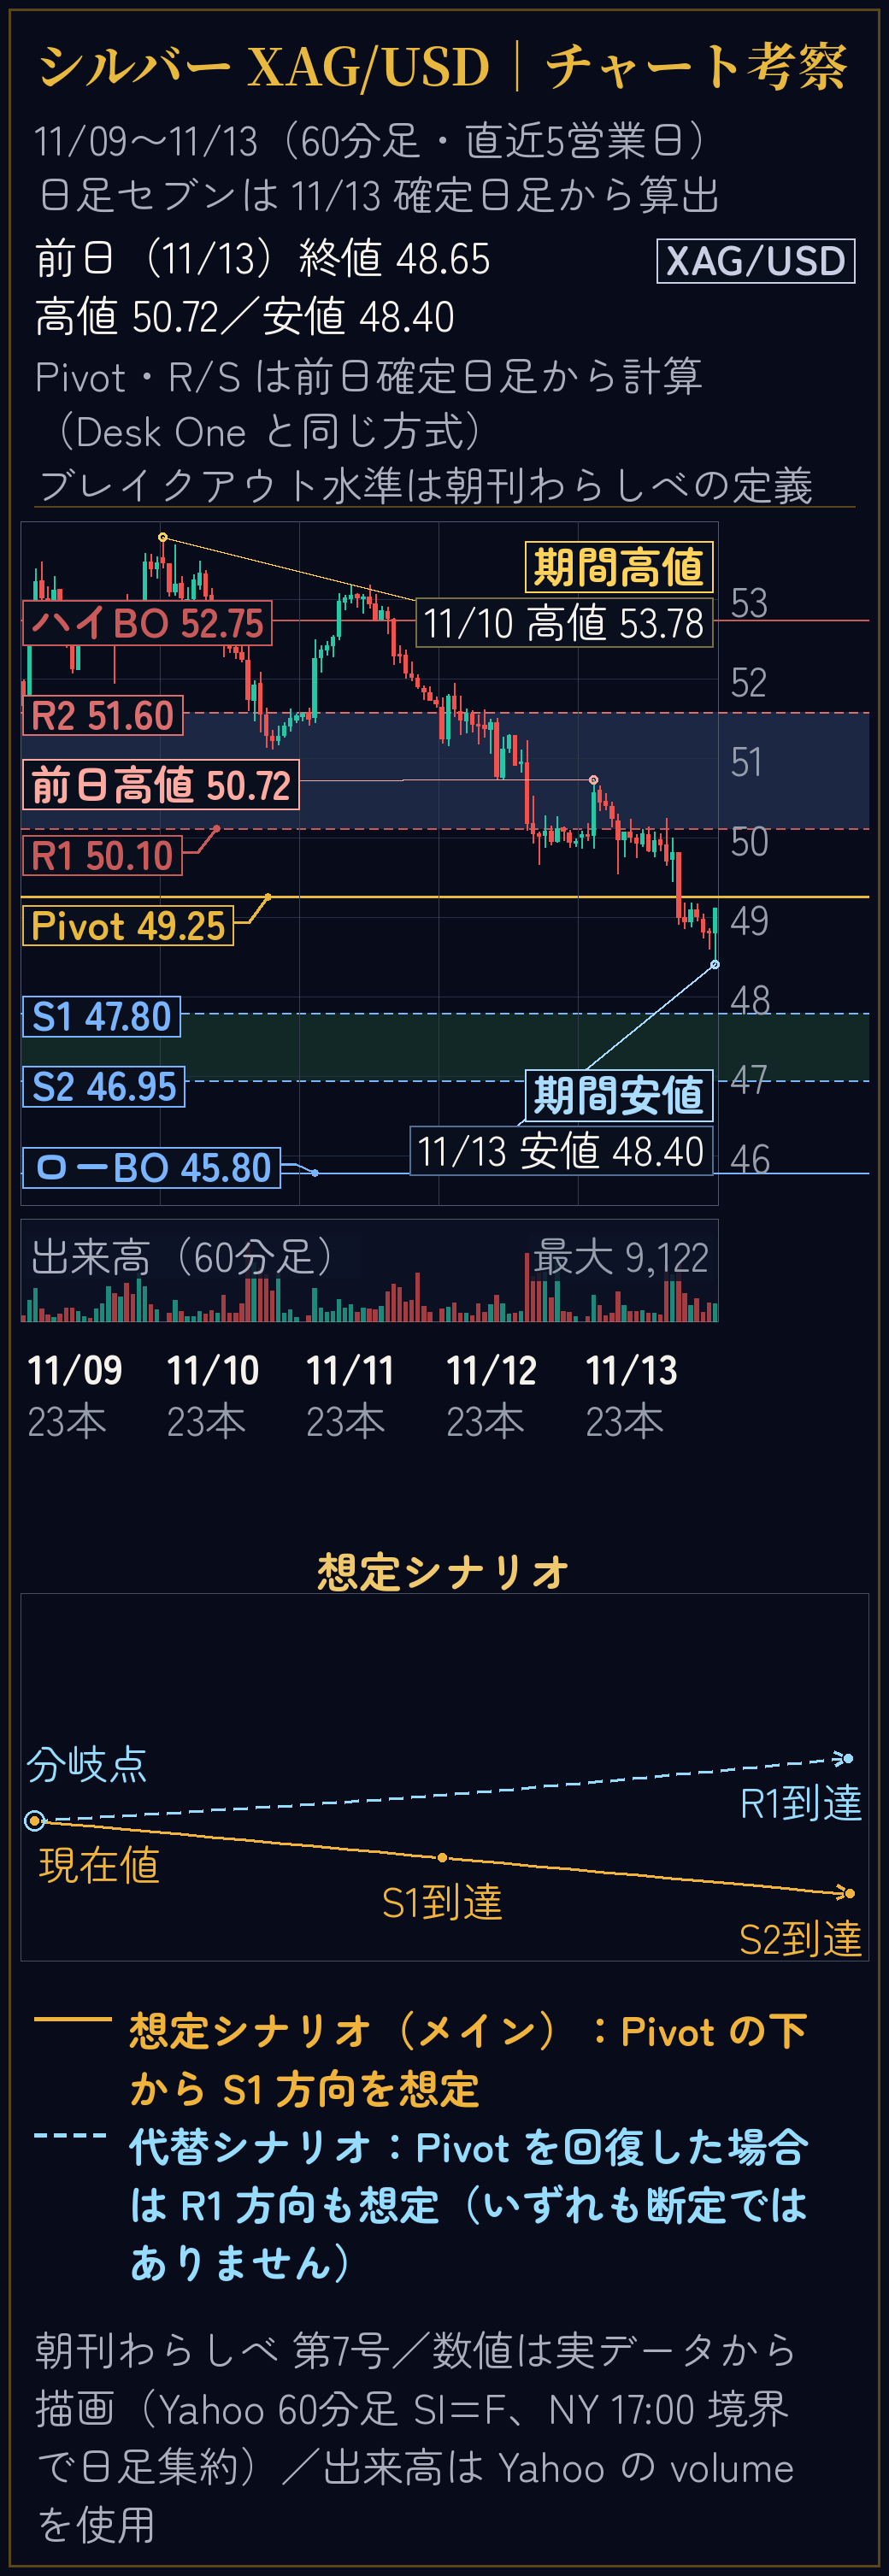 シルバー XAG/USD｜チャート考察
11/09〜11/13（60分足・直近5営業日）
日足セブンは 11/13 確定日足から算出
前日（11/13）終値 48.65
XAG/USD
高値 50.72／安値 48.40
Pivot・R/S は前日確定日足から計算
（Desk One と同じ方式）
ブレイクアウト水準は朝刊わらしべの定義
期間高値
11/10 高値 53.78
ハイBO 52.75
R2 51.60
前日高値 50.72
R1 50.10
Pivot 49.25
S1 47.80
S2 46.95
ローBO 45.80
期間安値
11/13 安値 48.40
53
52
51
50
49
48
47
46
出来高（60分足）
最大 9,122
11/09 11/10 11/11 11/12 11/13
23本 23本 23本 23本 23本
想定シナリオ
分岐点
R1到達
現在値
S1到達
S2到達
想定シナリオ（メイン）：Pivot の下
から S1 方向を想定
代替シナリオ：Pivot を回復した場合
は R1 方向も想定（いずれも断定では
ありません）
朝刊わらしべ 第7号／数値は実データから
描画（Yahoo 60分足 SI=F、NY 17:00 境界
で日足集約）／出来高は Yahoo の volume
を使用